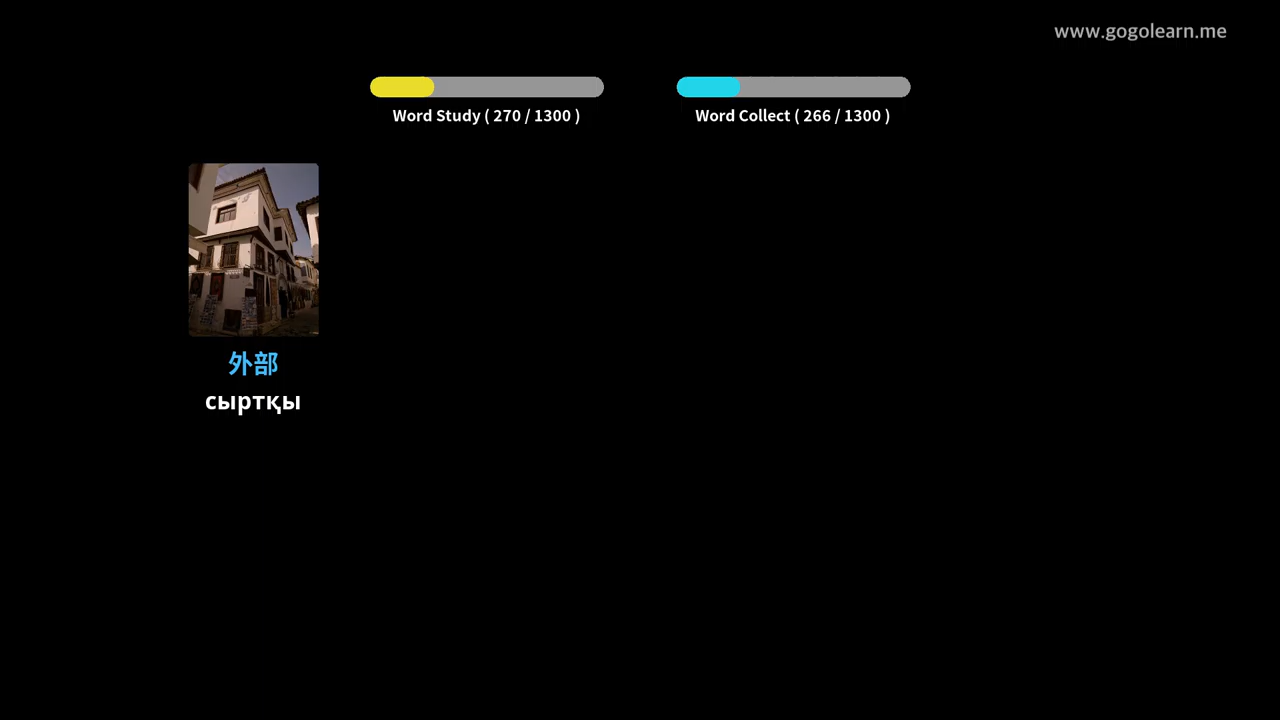 www.gogolearn.me
Word Study ( 270 / 1300 )
Word Collect ( 266 / 1300 )
外部
сыртқы